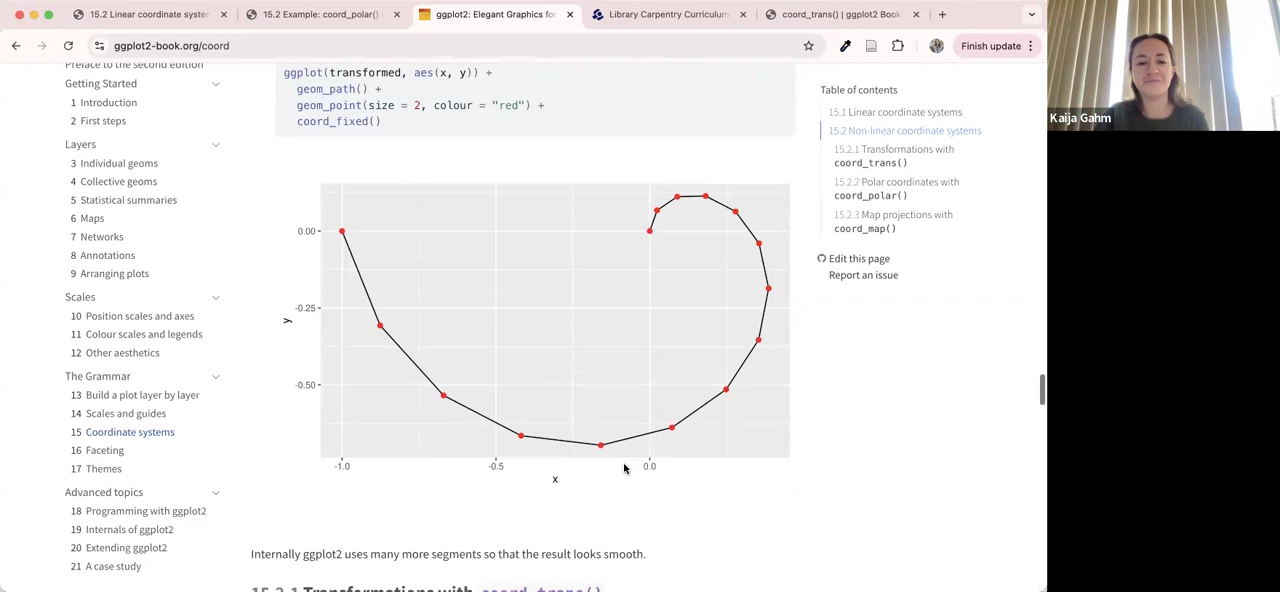 15.2 Linear coordinate system
15.2 Example: coord_polar()
ggplot2: Elegant Graphics for
Library Carpentry Curriculum
coord_trans() | ggplot2 Book
ggplot2-book.org/coord
Finish update
Preface to the second edition
Getting Started
1 Introduction
2 First steps
Layers
3 Individual geoms
4 Collective geoms
5 Statistical summaries
6 Maps
7 Networks
8 Annotations
9 Arranging plots
Scales
10 Position scales and axes
11 Colour scales and legends
12 Other aesthetics
The Grammar
13 Build a plot layer by layer
14 Scales and guides
15 Coordinate systems
16 Faceting
17 Themes
Advanced topics
18 Programming with ggplot2
19 Internals of ggplot2
20 Extending ggplot2
21 A case study
ggplot(transformed, aes(x, y)) +
geom_path() +
geom_point(size = 2, colour = "red") +
coord_fixed()
0.00
-0.25
-0.50
y
-1.0
-0.5
0.0
x
Internally ggplot2 uses many more segments so that the result looks smooth.
15.2.1 Transformations with coord_trans()
Table of contents
15.1 Linear coordinate systems
15.2 Non-linear coordinate systems
15.2.1 Transformations with
coord_trans()
15.2.2 Polar coordinates with
coord_polar()
15.2.3 Map projections with
coord_map()
Edit this page
Report an issue
Kaija Gahm